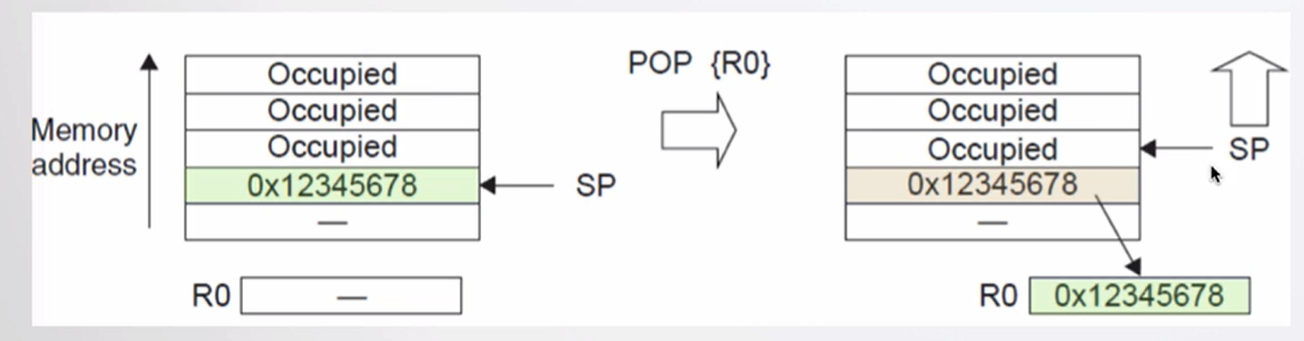 Memory
address
Occupied
Occupied
Occupied
0x12345678
—
SP
R0
—
POP {R0}
Occupied
Occupied
Occupied
0x12345678
—
SP
R0
0x12345678